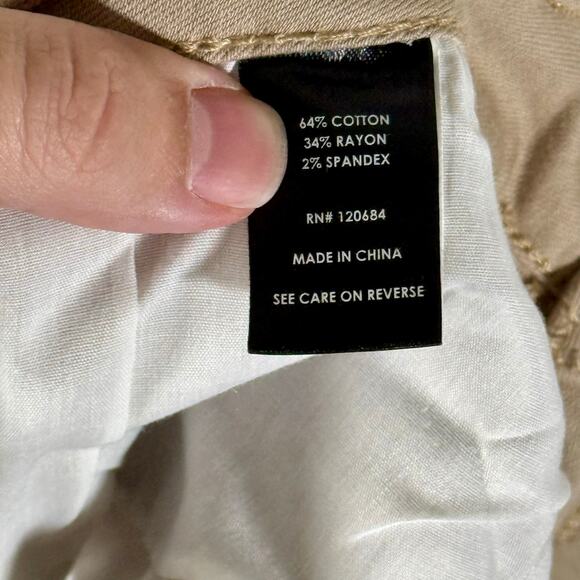 64% COTTON
34% RAYON
2% SPANDEX
RN# 120684
MADE IN CHINA
SEE CARE ON REVERSE